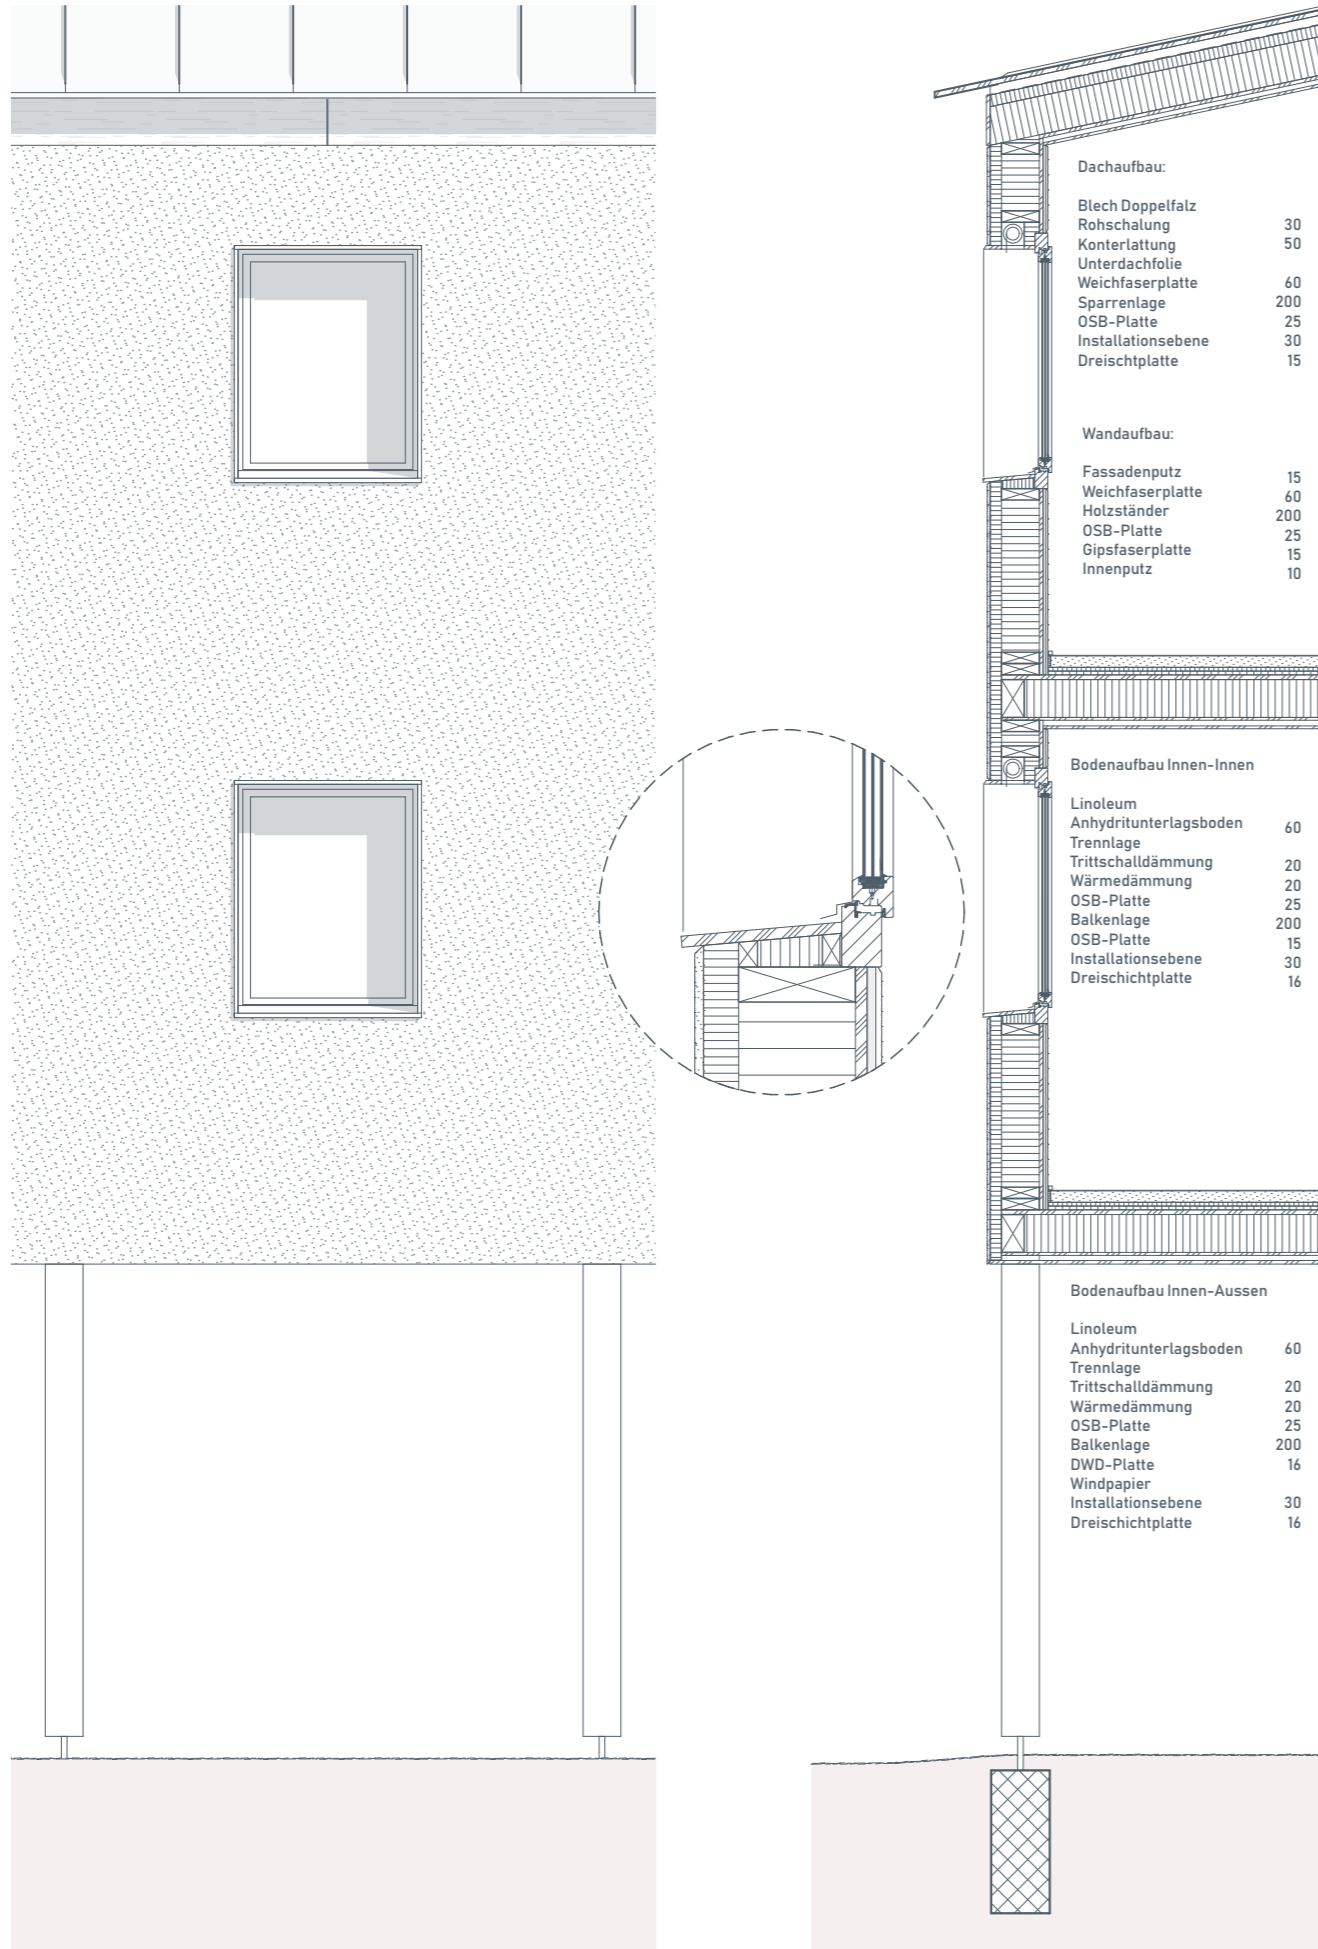 Dachaufbau:
Blech Doppelfalz
Rohschalung 30
Konterlattung 50
Unterdachfolie
Weichfaserplatte 60
Sparrenlage 200
OSB-Platte 25
Installationsebene 30
Dreischtplatte 15
Wandaufbau:
Fassadenputz 15
Weichfaserplatte 60
Holzständer 200
OSB-Platte 25
Gipsfaserplatte 15
Innenputz 10
Bodenaufbau Innen-Innen
Linoleum
Anhydritunterlagsboden 60
Trennlage
Trittschalldämmung 20
Wärmedämmung 20
OSB-Platte 25
Balkenlage 200
OSB-Platte 15
Installationsebene 30
Dreischichtplatte 16
Bodenaufbau Innen-Aussen
Linoleum
Anhydritunterlagsboden 60
Trennlage
Trittschalldämmung 20
Wärmedämmung 20
OSB-Platte 25
Balkenlage 200
DWD-Platte 16
Windpapier
Installationsebene 30
Dreischichtplatte 16